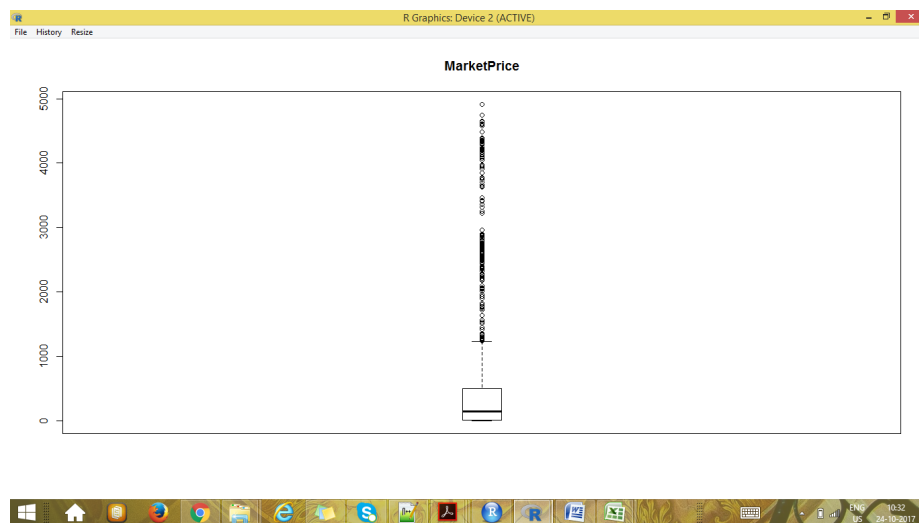 R Graphics: Device 2 (ACTIVE)
File History Resize
MarketPrice
5000
4000
3000
2000
1000
0
ENG 10:32
US 24-10-2017